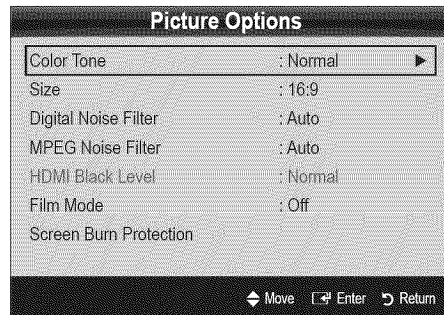 Picture Options
Color Tone : Normal ►
Size : 16:9
Digital Noise Filter : Auto
MPEG Noise Filter : Auto
HDMI Black Level : Normal
Film Mode : Off
Screen Burn Protection
Move Enter Return